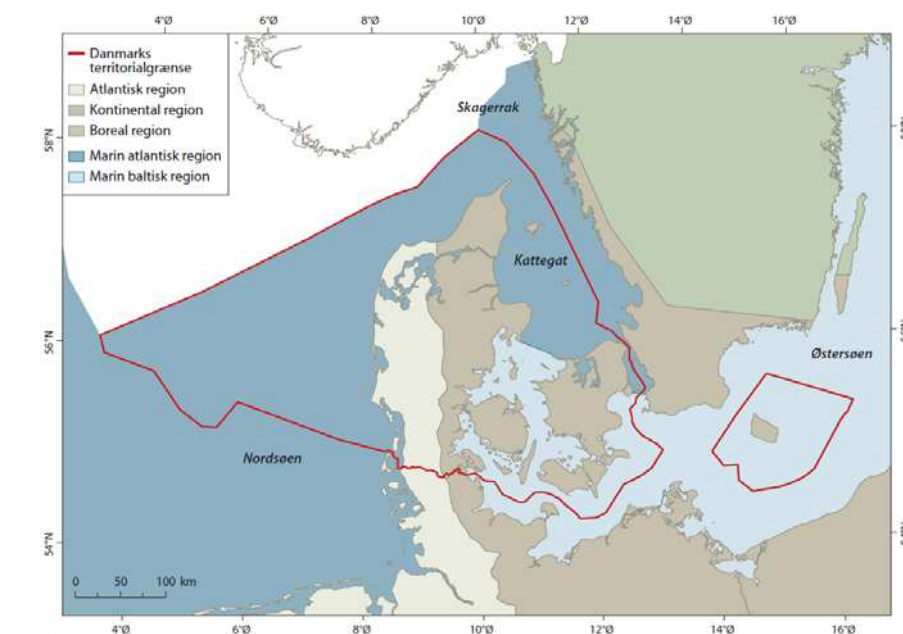 4°Ø 6°Ø 8°Ø 10°Ø 12°Ø 14°Ø 16°Ø
Danmarks
territorialgrænse
Atlantisk region
Kontinental region
Boreal region
Marin atlantisk region
Marin baltisk region
Skagerrak
58°N
Kattegat
56°N
Østersøen
Nordsøen
54°N
0 50 100 km
4°Ø 6°Ø 8°Ø 10°Ø 12°Ø 14°Ø 16°Ø